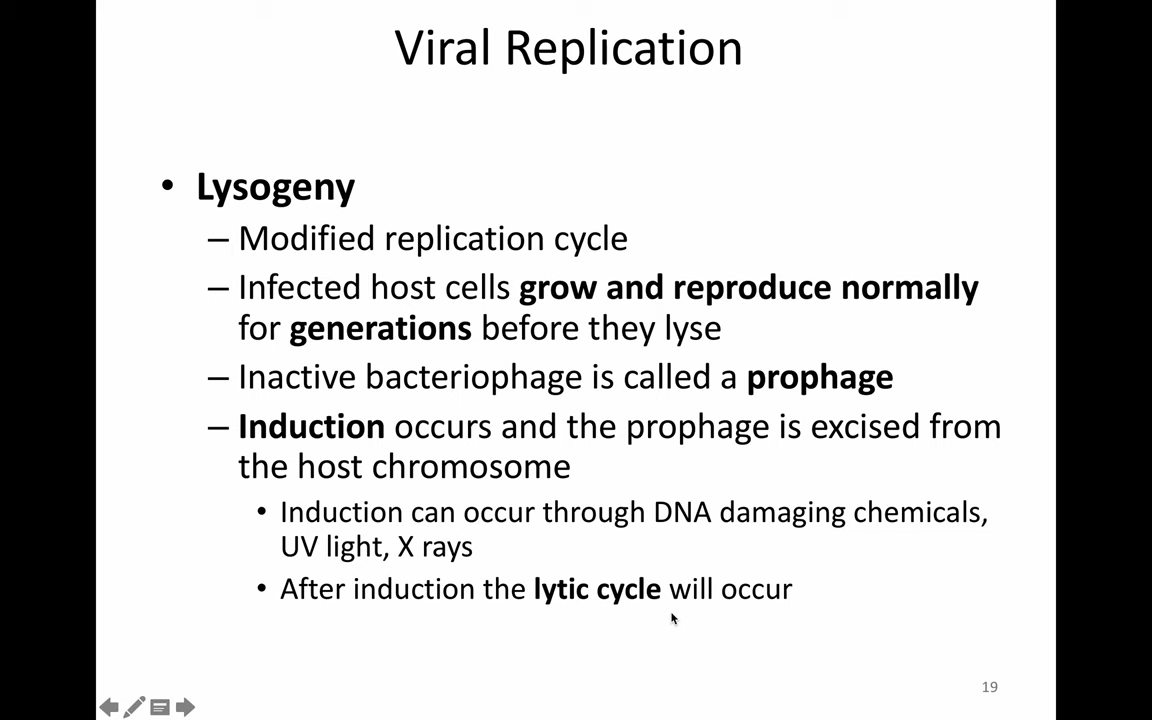 Viral Replication
• Lysogeny
– Modified replication cycle
– Infected host cells grow and reproduce normally
for generations before they lyse
– Inactive bacteriophage is called a prophage
– Induction occurs and the prophage is excised from
the host chromosome
• Induction can occur through DNA damaging chemicals,
UV light, X rays
• After induction the lytic cycle will occur
19